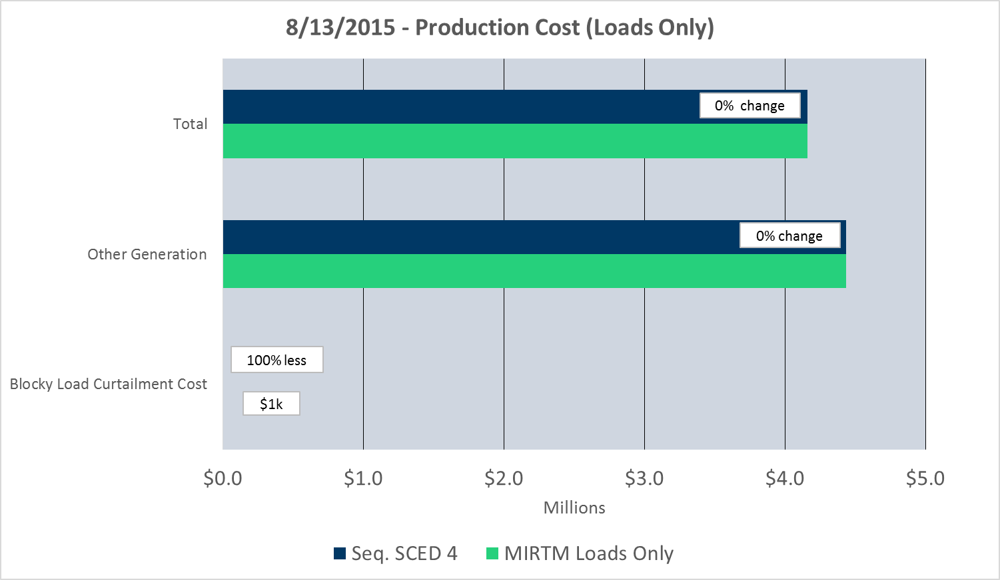 8/13/2015 - Production Cost (Loads Only)
Total
0% change
Other Generation
0% change
Blocky Load Curtailment Cost
100% less
$1k
$0.0 $1.0 $2.0 $3.0 $4.0 $5.0
Millions
Seq. SCED 4 MIRTM Loads Only